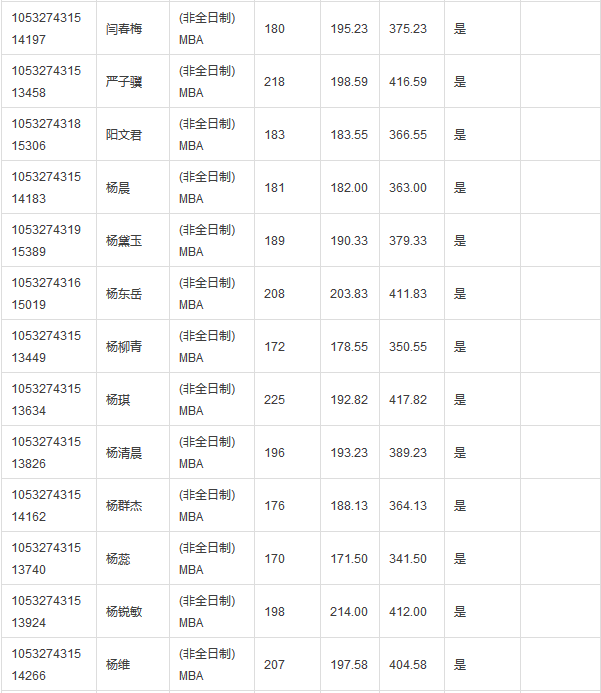 1053274315
14197
闫春梅
(非全日制)
MBA
180
195.23
375.23
是
1053274315
13458
严子骥
(非全日制)
MBA
218
198.59
416.59
是
1053274318
15306
阳文君
(非全日制)
MBA
183
183.55
366.55
是
1053274315
14183
杨晨
(非全日制)
MBA
181
182.00
363.00
是
1053274319
15389
杨黛玉
(非全日制)
MBA
189
190.33
379.33
是
1053274316
15019
杨东岳
(非全日制)
MBA
208
203.83
411.83
是
1053274315
13449
杨柳青
(非全日制)
MBA
172
178.55
350.55
是
1053274315
13634
杨琪
(非全日制)
MBA
225
192.82
417.82
是
1053274315
13826
杨清晨
(非全日制)
MBA
196
193.23
389.23
是
1053274315
14162
杨群杰
(非全日制)
MBA
176
188.13
364.13
是
1053274315
13740
杨蕊
(非全日制)
MBA
170
171.50
341.50
是
1053274315
13924
杨锐敏
(非全日制)
MBA
198
214.00
412.00
是
1053274315
14266
杨维
(非全日制)
MBA
207
197.58
404.58
是